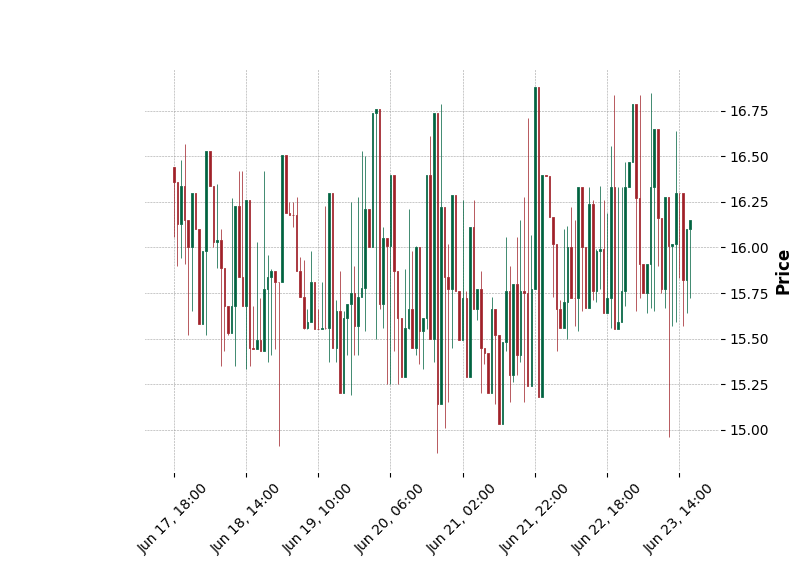 16.75
16.50
16.25
16.00
15.75
15.50
15.25
15.00
Price
Jun 17, 18:00
Jun 18, 14:00
Jun 19, 10:00
Jun 20, 06:00
Jun 21, 02:00
Jun 21, 22:00
Jun 22, 18:00
Jun 23, 14:00